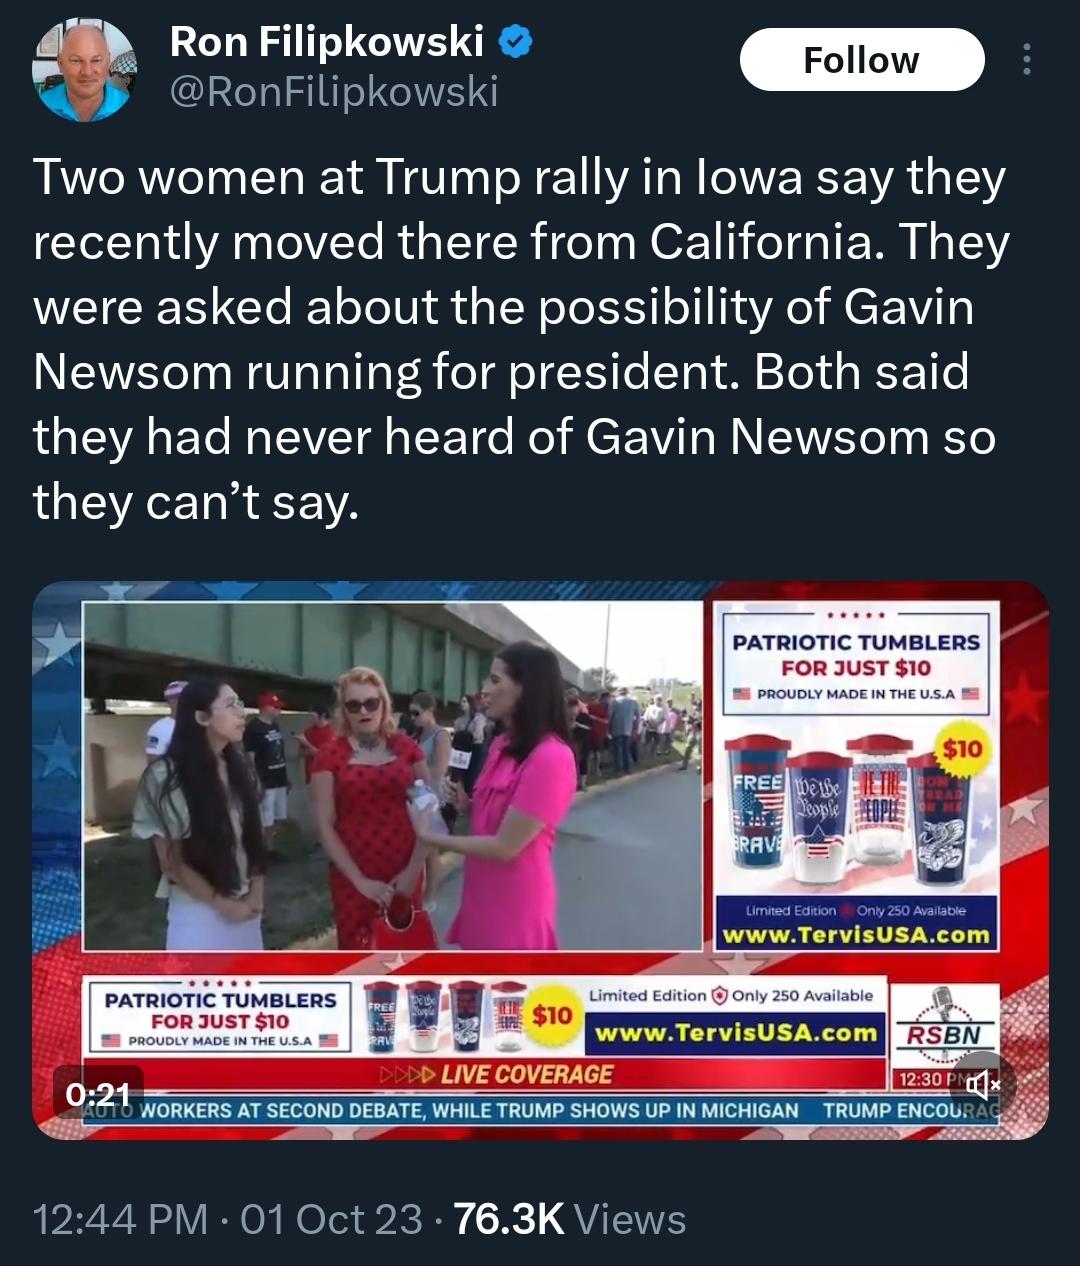 Ron Filipkowski
@RonFilipkowski
Follow
Two women at Trump rally in Iowa say they
recently moved there from California. They
were asked about the possibility of Gavin
Newsom running for president. Both said
they had never heard of Gavin Newsom so
they can’t say.
PATRIOTIC TUMBLERS
FOR JUST $10
PROUDLY MADE IN THE U.S.A
$10
FREE
BRAVE
We the
People
WE THE
PEOPLE
DON'T
TREAD
ON ME
Limited Edition Only 250 Available
www.TervisUSA.com
PATRIOTIC TUMBLERS
FOR JUST $10
PROUDLY MADE IN THE U.S.A
FREE
$10
Limited Edition Only 250 Available
www.TervisUSA.com
RSBN
12:30 PM
LIVE COVERAGE
0:21
AUTO WORKERS AT SECOND DEBATE, WHILE TRUMP SHOWS UP IN MICHIGAN TRUMP ENCOURAG
12:44 PM · 01 Oct 23 · 76.3K Views